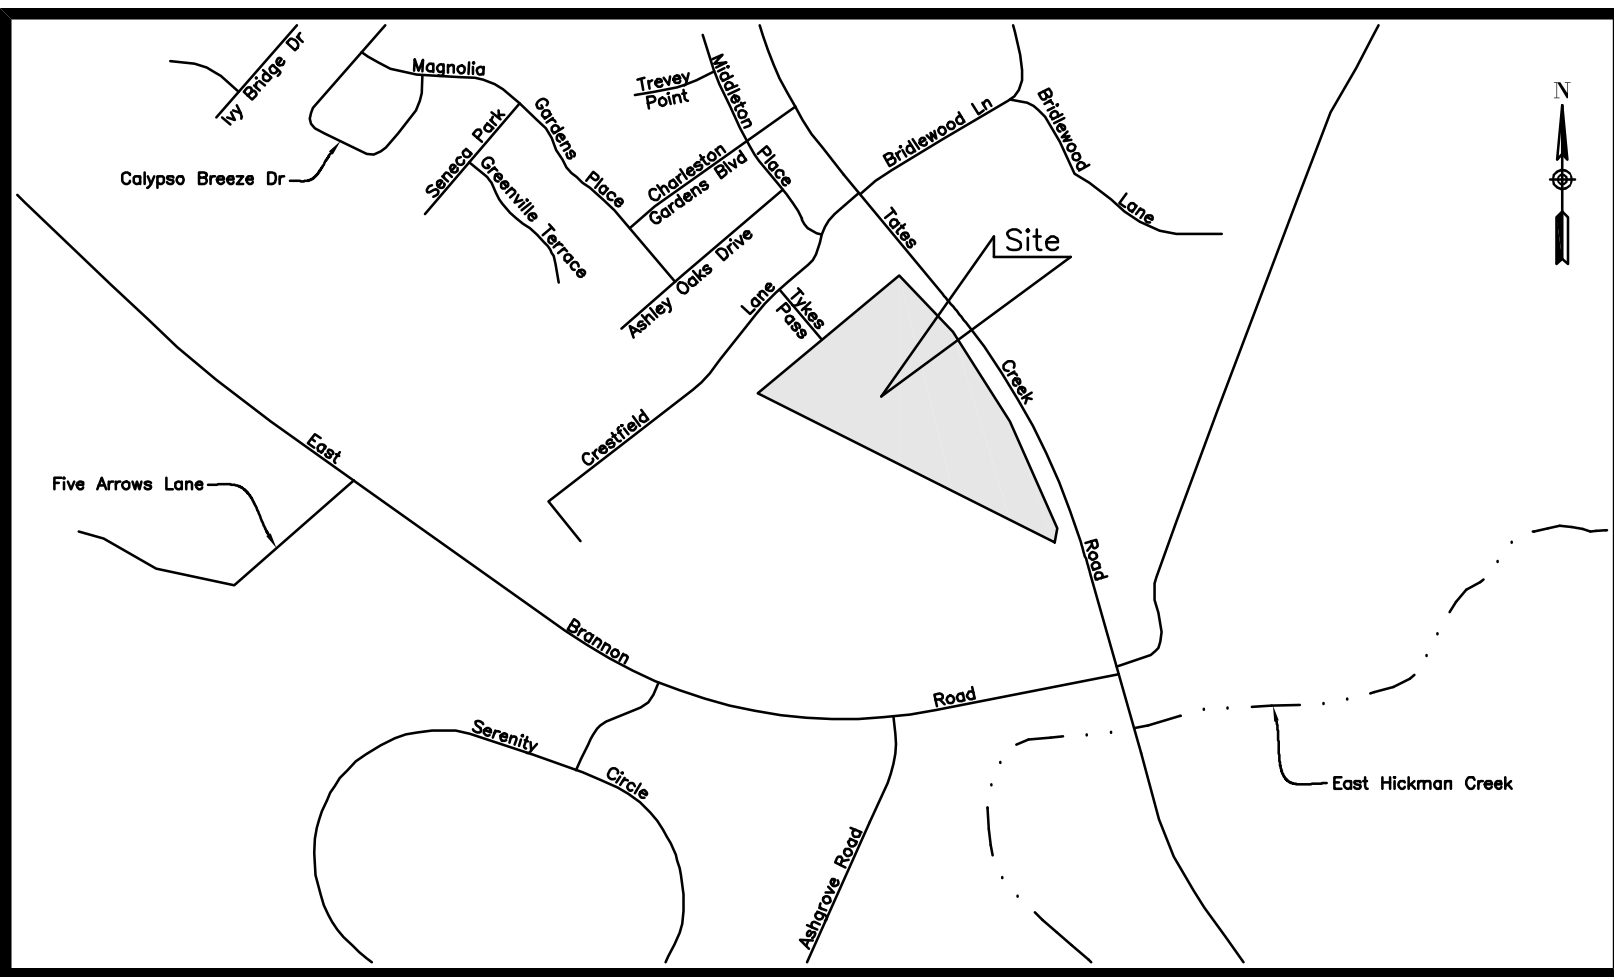 Ivy Bridge Dr
Magnolia
Gardens
Place
Trevey
Point
Middleton
Place
N
Bridlewood Ln
Bridlewood
Lane
Calypso Breeze Dr
Seneca Park
Greenville Terrace
Charleston
Gardens Blvd
Tates
Creek
Road
Site
Ashley Oaks Drive
Tykes
Pass
Lane
Crestfield
East
Brannon
Road
Five Arrows Lane
Serenity
Circle
Ashgrove Road
East Hickman Creek